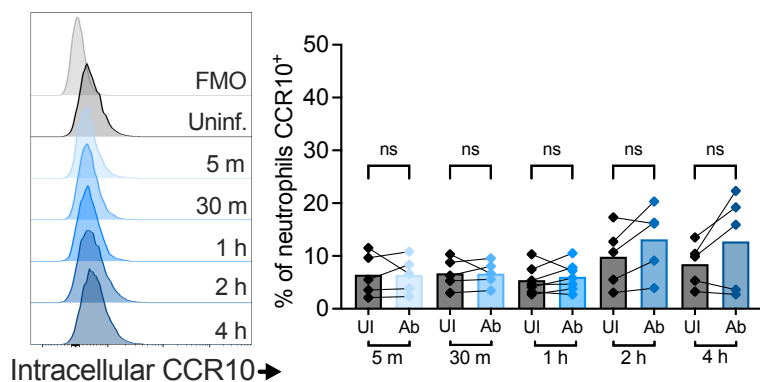 FMO
Uninf.
5 m
30 m
1 h
2 h
4 h
Intracellular CCR10
% of neutrophils CCR10⁺
50
40
30
20
10
0
ns ns ns ns ns
UI Ab UI Ab UI Ab UI Ab UI Ab
5 m 30 m 1 h 2 h 4 h